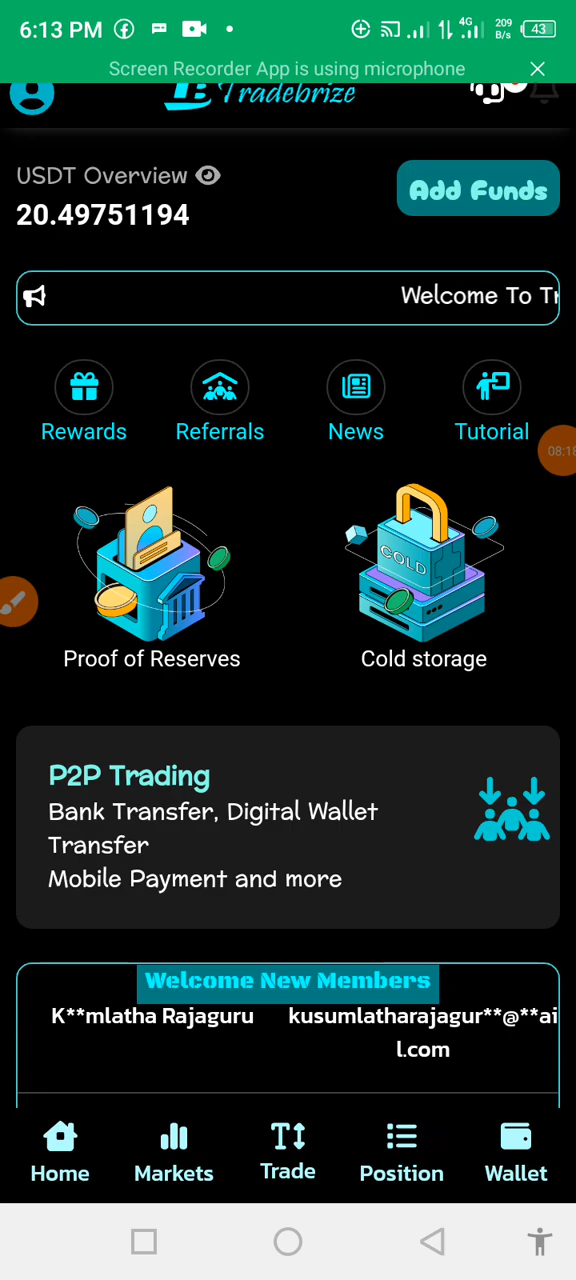 6:13 PM
4G
209
B/s
43
Screen Recorder App is using microphone
Tradebrize
USDT Overview
20.49751194
Add Funds
Welcome To Tr
Rewards
Referrals
News
Tutorial
08:18
COLD
Proof of Reserves
Cold storage
P2P Trading
Bank Transfer, Digital Wallet
Transfer
Mobile Payment and more
Welcome New Members
K**mlatha Rajaguru
kusumlatharajagur**@**ai
l.com
Home
Markets
Trade
Position
Wallet